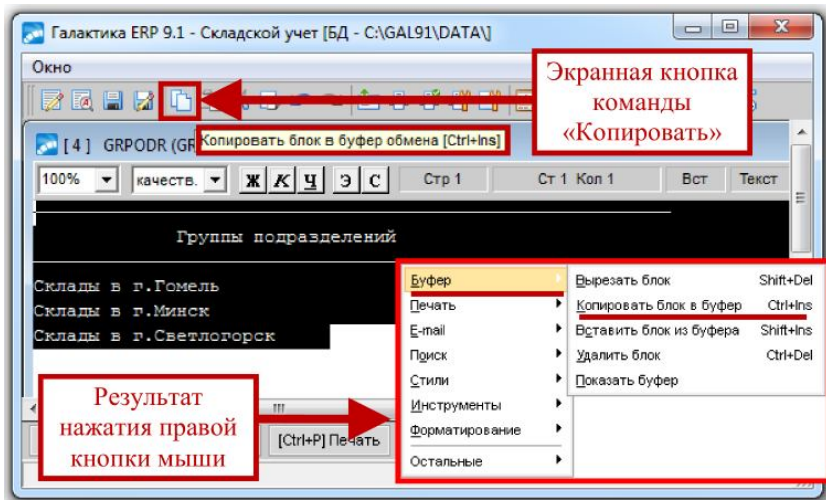 Галактика ERP 9.1 - Складской учет [БД - C:\GAL91\DATA\]
Окно
Экранная кнопка
команды
«Копировать»
[ 4 ] GRPODR (GR
Копировать блок в буфер обмена [Ctrl+Ins]
100% качеств. Ж К Ч Э С Стр 1 Ст 1 Кол 1 Вст Текст
Группы подразделений
Склады в г.Гомель
Склады в г.Минск
Склады в г.Светлогорск
Буфер
Печать
E-mail
Поиск
Стили
Инструменты
Форматирование
Остальные
Вырезать блок Shift+Del
Копировать блок в буфер Ctrl+Ins
Вставить блок из буфера Shift+Ins
Удалить блок Ctrl+Del
Показать буфер
Результат
нажатия правой
кнопки мыши
[Ctrl+P] Печать